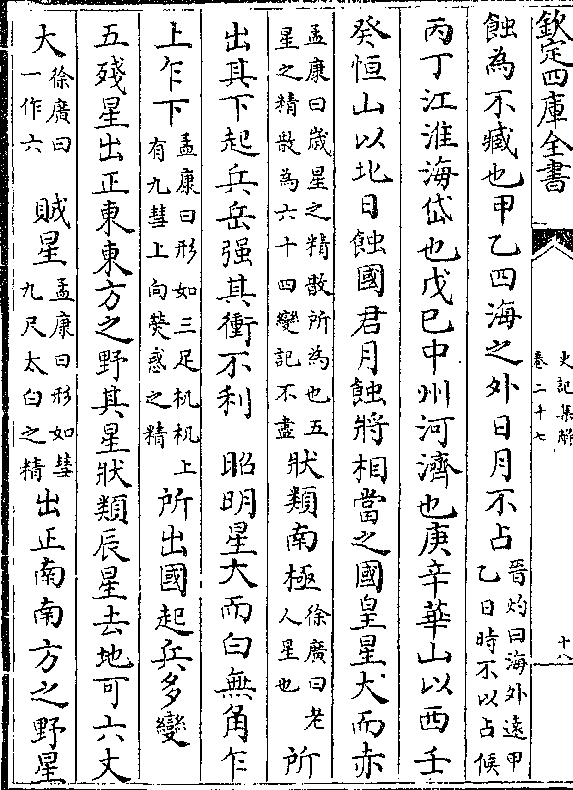 欽定四庫全書
史記集解
卷二十七
十八
蝕為不臧也甲乙四海之外日月不占晉灼曰海外遠甲乙日時不以占候
丙丁江淮海岱也戊巳中州河濟也庚辛華山以西壬
癸恒山以北日蝕國君月蝕將相當之國皇星大而赤
孟康曰歲星之精散所為也五星之精散為六十四變記不盡狀類南極徐廣曰老人星也所
出其下起兵兵强其衝不利 昭明星大而白無角乍
上乍下孟康曰形如三足机机上有九彗上向熒惑之精所出國起兵多變
五殘星出正東東方之野其星狀類辰星去地可六丈
大徐廣曰一作六 賊星孟康曰形如彗九尺太白之精出正南南方之野星